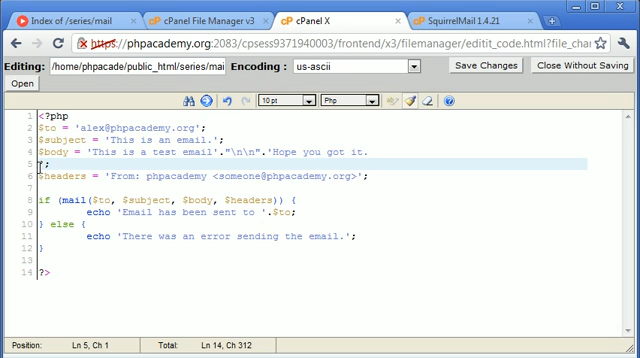 Index of /series/mail
cPanel File Manager v3
cPanel X
SquirrelMail 1.4.21
https://phpacademy.org:2083/cpsess9371940003/frontend/x3/filemanager/editit_code.html?file_char
Editing: /home/phpacade/public_html/series/mai Encoding : us-ascii Save Changes Close Without Saving
Open
10 pt Php
1 <?php
2 $to = 'alex@phpacademy.org';
3 $subject = 'This is an email.';
4 $body = 'This is a test email'."\n\n".'Hope you got it.
5 ';
6 $headers = 'From: phpacademy <someone@phpacademy.org>';
7
8 if (mail($to, $subject, $body, $headers)) {
9 echo 'Email has been sent to '.$to;
10 } else {
11 echo 'There was an error sending the email.';
12 }
13
14 ?>
Position: Ln 5, Ch 1 Total: Ln 14, Ch 312